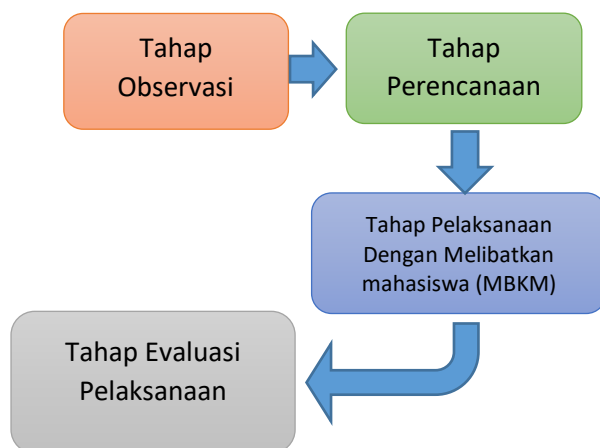 Tahap
Observasi
Tahap
Perencanaan
Tahap Pelaksanaan
Dengan Melibatkan
mahasiswa (MBKM)
Tahap Evaluasi
Pelaksanaan